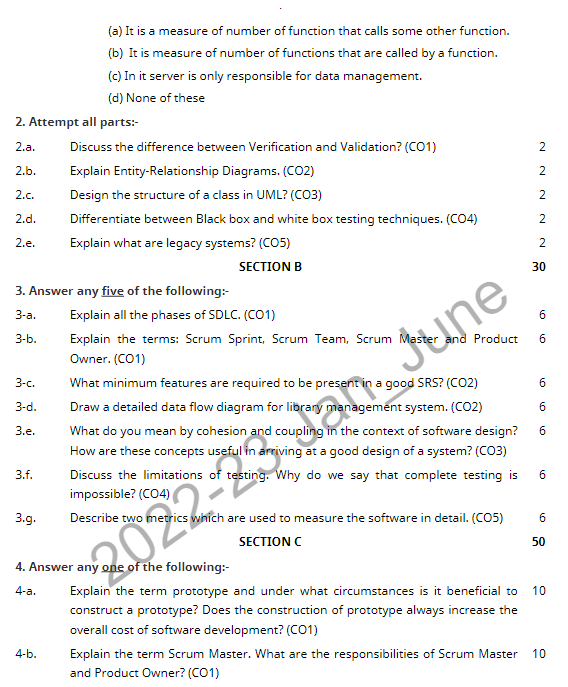 (a) It is a measure of number of function that calls some other function.
(b) It is measure of number of functions that are called by a function.
(c) In it server is only responsible for data management.
(d) None of these
2. Attempt all parts:-
2.a. Discuss the difference between Verification and Validation? (CO1) 2
2.b. Explain Entity-Relationship Diagrams. (CO2) 2
2.c. Design the structure of a class in UML? (CO3) 2
2.d. Differentiate between Black box and white box testing techniques. (CO4) 2
2.e. Explain what are legacy systems? (CO5) 2
SECTION B 30
3. Answer any five of the following:-
3-a. Explain all the phases of SDLC. (CO1) 6
3-b. Explain the terms: Scrum Sprint, Scrum Team, Scrum Master and Product 6
Owner. (CO1)
3-c. What minimum features are required to be present in a good SRS? (CO2) 6
3-d. Draw a detailed data flow diagram for library management system. (CO2) 6
3.e. What do you mean by cohesion and coupling in the context of software design? 6
How are these concepts useful in arriving at a good design of a system? (CO3)
3.f. Discuss the limitations of testing. Why do we say that complete testing is 6
impossible? (CO4)
3.g. Describe two metrics which are used to measure the software in detail. (CO5) 6
SECTION C 50
4. Answer any one of the following:-
4-a. Explain the term prototype and under what circumstances is it beneficial to 10
construct a prototype? Does the construction of prototype always increase the
overall cost of software development? (CO1)
4-b. Explain the term Scrum Master. What are the responsibilities of Scrum Master 10
and Product Owner? (CO1)
2022-23 Jan_June